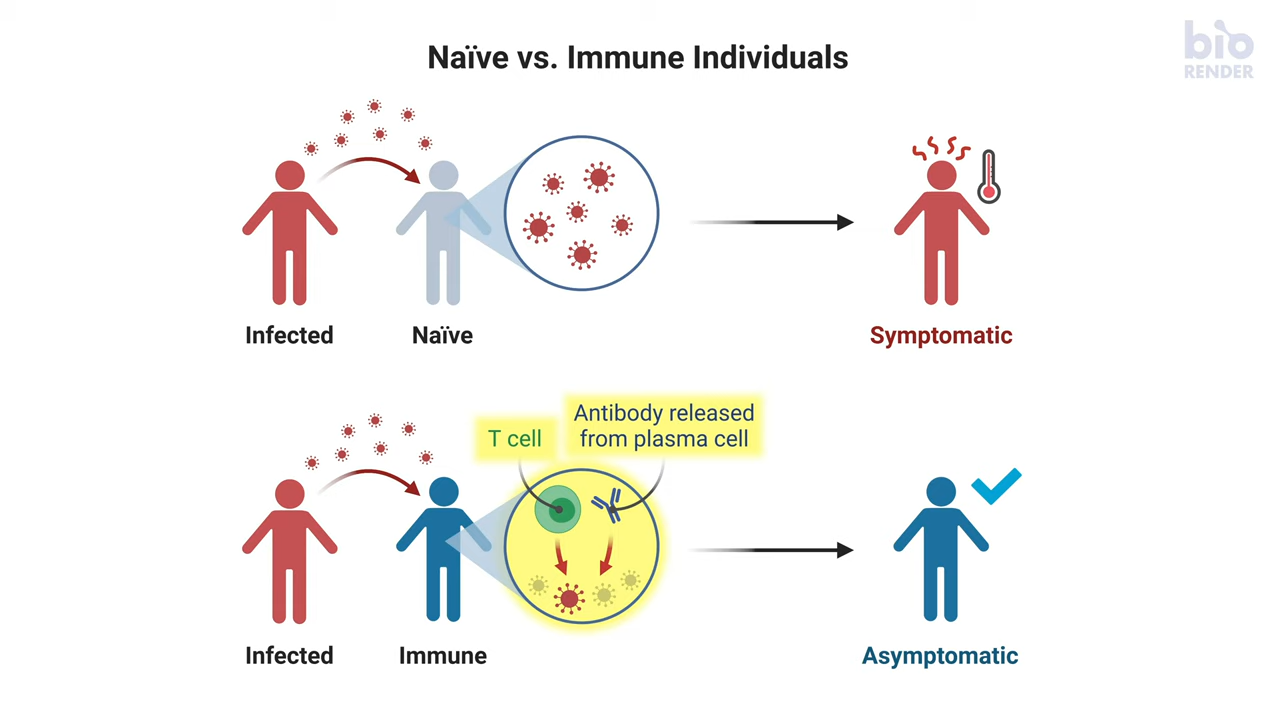 Naïve vs. Immune Individuals
bio
RENDER
Infected
Naïve
Symptomatic
T cell
Antibody released
from plasma cell
Infected
Immune
Asymptomatic